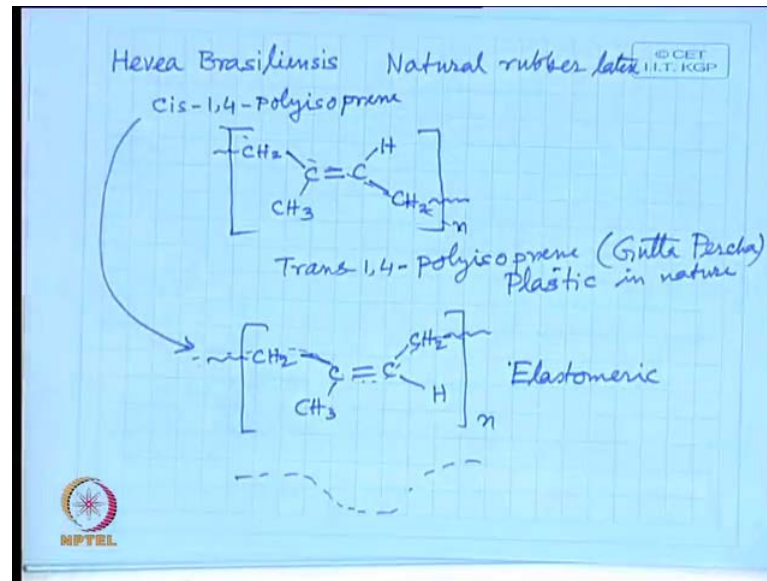 Hevea Brasiliensis Natural rubber latex
© CET
I.I.T. KGP
Cis-1,4-Polyisoprene
CH2 H
C=C
CH3 CH2 n
Trans 1,4-polyisoprene (Gutta Percha)
Plastic in nature
CH2 CH2
C=C Elastomeric
CH3 H n
NPTEL